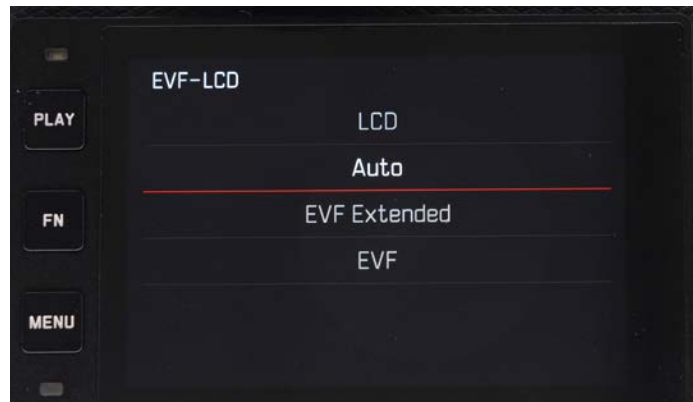 EVF-LCD
PLAY
LCD
Auto
FN
EVF Extended
EVF
MENU